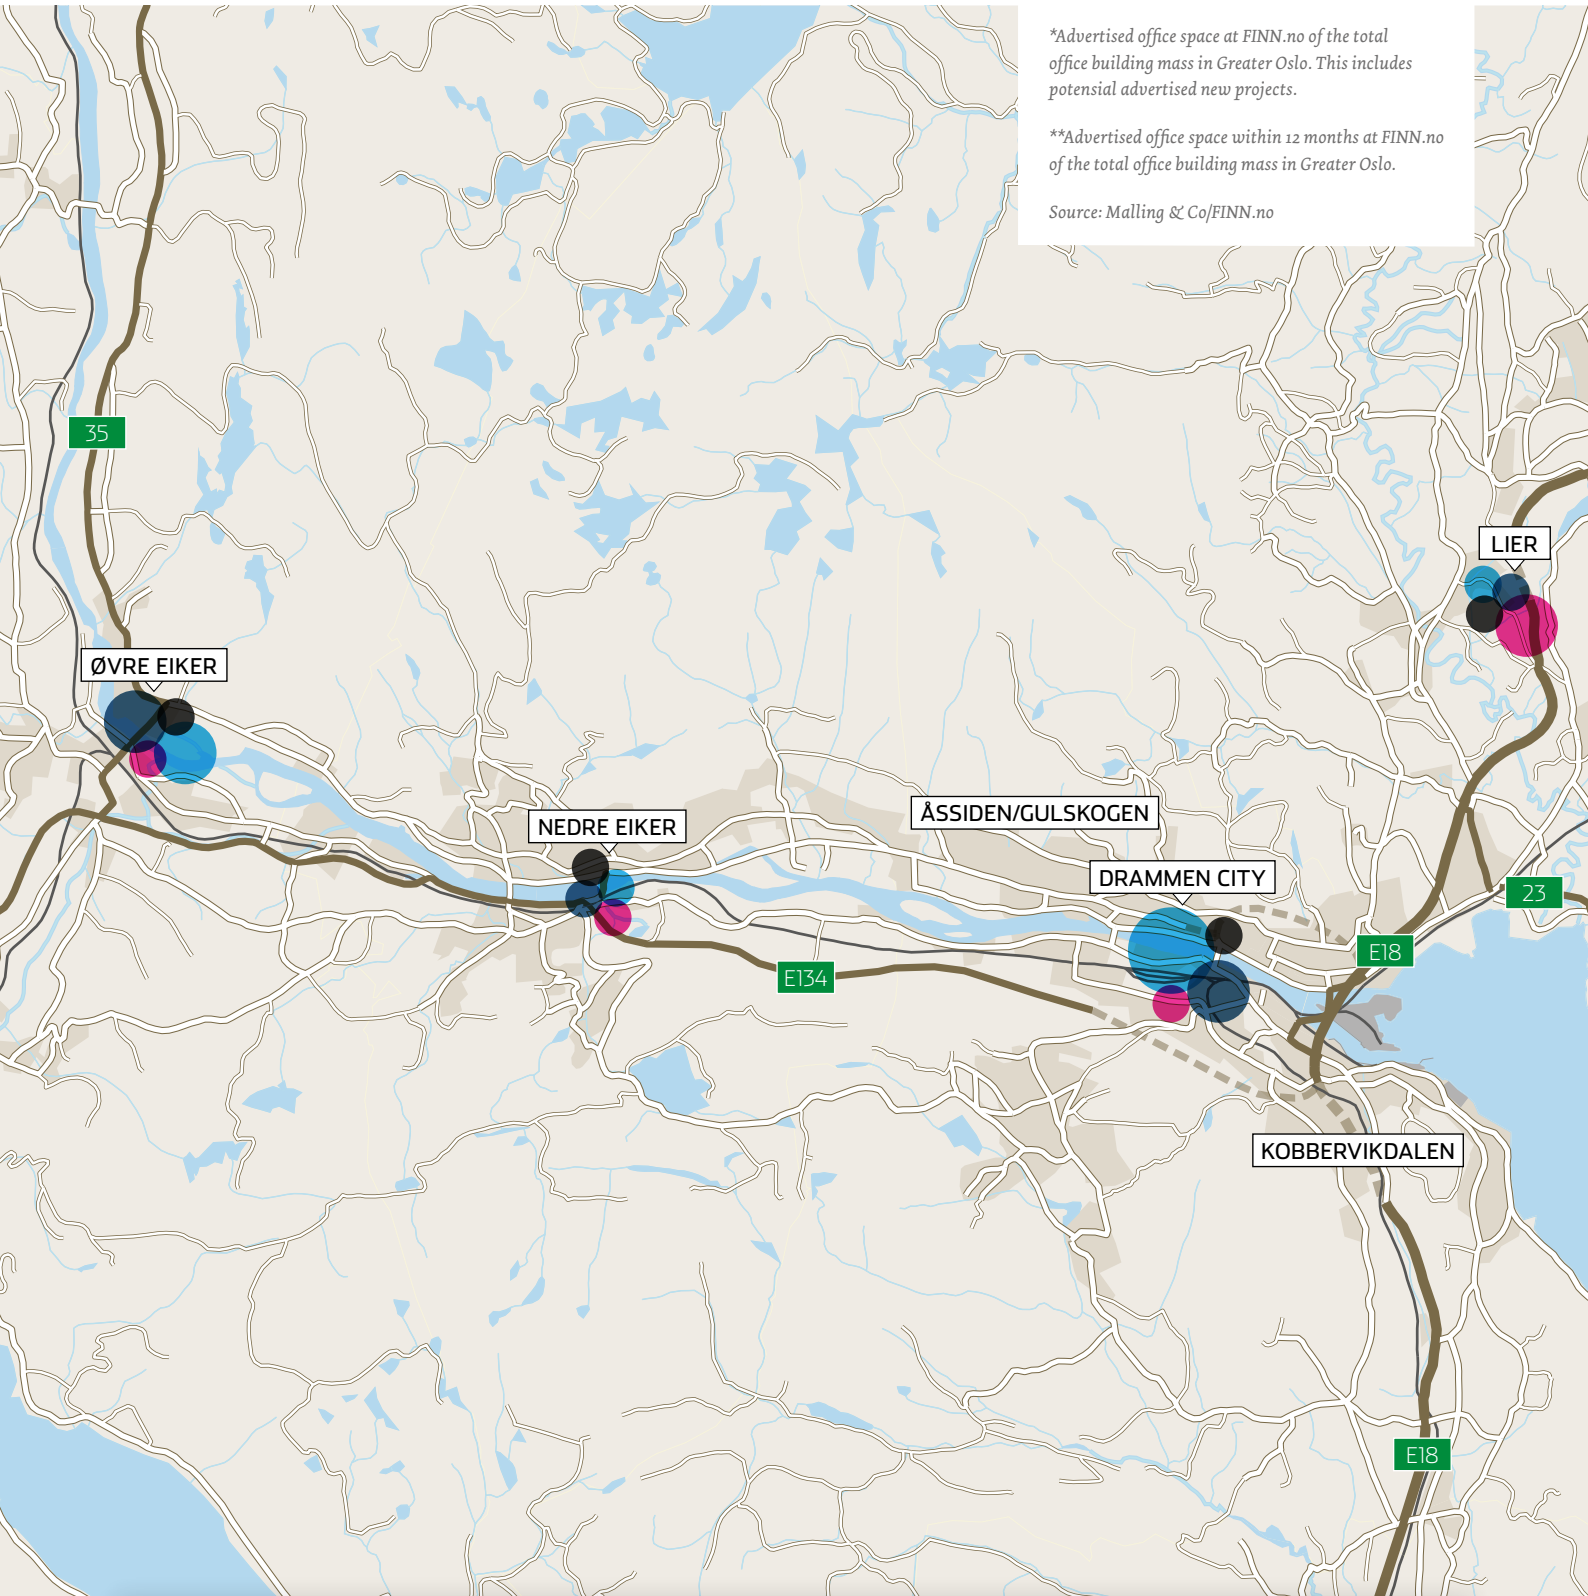 *Advertised office space at FINN.no of the total
office building mass in Greater Oslo. This includes
potensial advertised new projects.
**Advertised office space within 12 months at FINN.no
of the total office building mass in Greater Oslo.
Source: Malling & Co/FINN.no
35
LIER
ØVRE EIKER
NEDRE EIKER
ÅSSIDEN/GULSKOGEN
DRAMMEN CITY
23
E18
E134
KOBBERVIKDALEN
E18